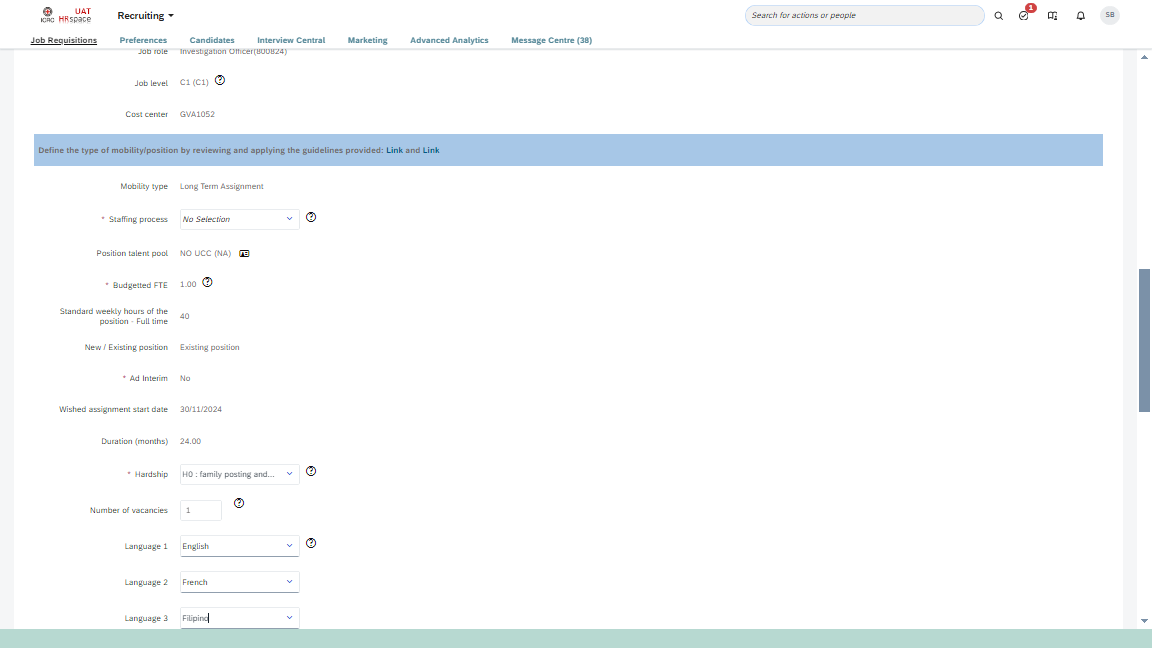 ICRC
UAT
HRspace
Recruiting
Search for actions or people
1
SB
Job Requisitions Preferences Candidates Interview Central Marketing Advanced Analytics Message Centre (38)
Job role Investigation Officer(800824)
Job level C1 (C1)
Cost center GVA1052
Define the type of mobility/position by reviewing and applying the guidelines provided: Link and Link
Mobility type Long Term Assignment
* Staffing process No Selection
Position talent pool NO UCC (NA)
* Budgetted FTE 1.00
Standard weekly hours of the
position - Full time 40
New / Existing position Existing position
* Ad Interim No
Wished assignment start date 30/11/2024
Duration (months) 24.00
* Hardship H0 : family posting and...
Number of vacancies 1
Language 1 English
Language 2 French
Language 3 Filipino